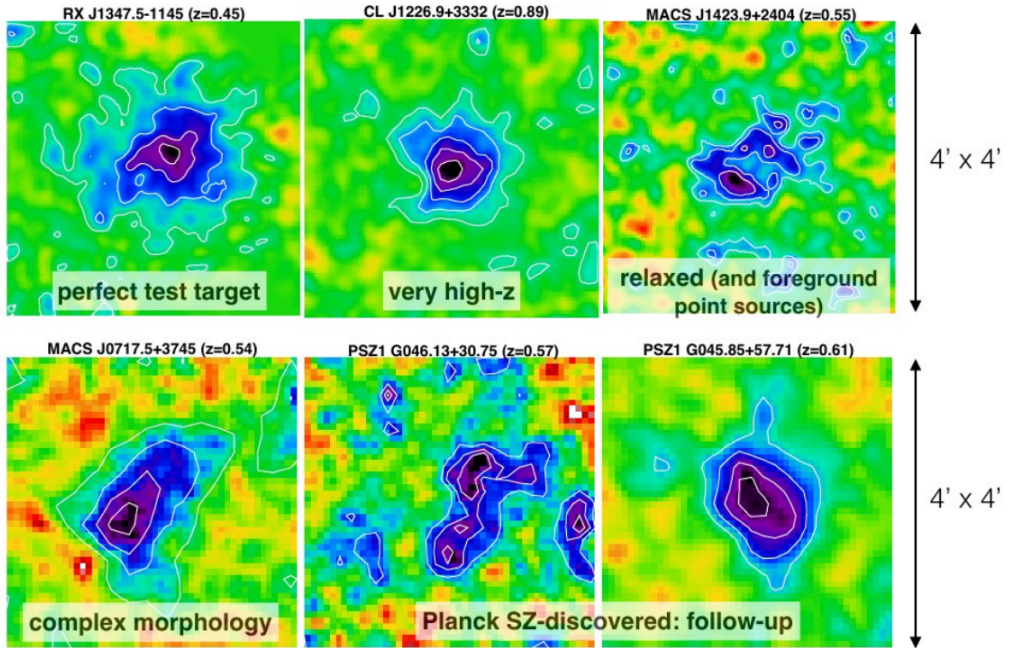 RX J1347.5-1145 (z=0.45)
CL J1226.9+3332 (z=0.89)
MACS J1423.9+2404 (z=0.55)
4' x 4'
perfect test target
very high-z
relaxed (and foreground
point sources)
MACS J0717.5+3745 (z=0.54)
PSZ1 G046.13+30.75 (z=0.57)
PSZ1 G045.85+57.71 (z=0.61)
4' x 4'
complex morphology
Planck SZ-discovered: follow-up